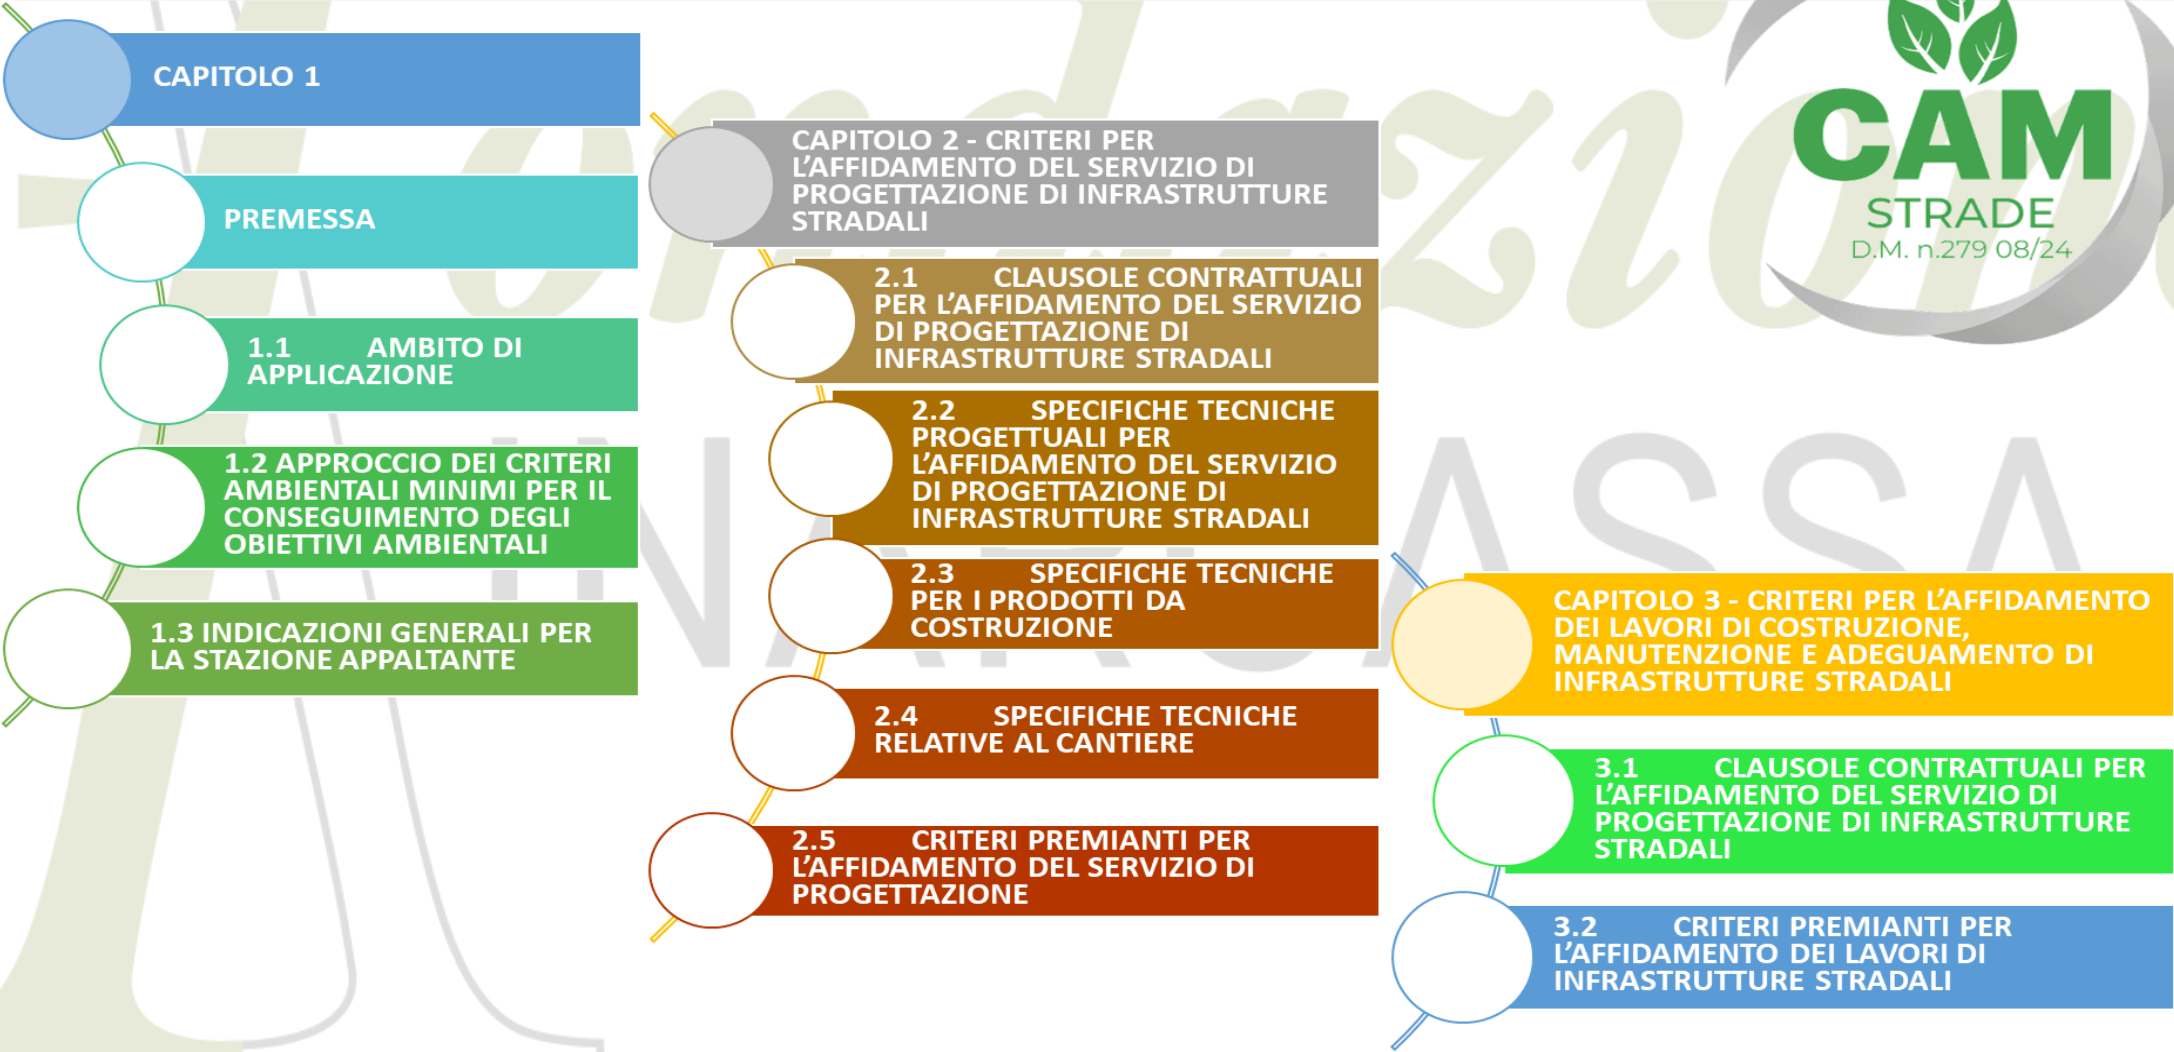 CAPITOLO 1
PREMESSA
1.1 AMBITO DI
APPLICAZIONE
1.2 APPROCCIO DEI CRITERI
AMBIENTALI MINIMI PER IL
CONSEGUIMENTO DEGLI
OBIETTIVI AMBIENTALI
1.3 INDICAZIONI GENERALI PER
LA STAZIONE APPALTANTE
CAPITOLO 2 - CRITERI PER
L’AFFIDAMENTO DEL SERVIZIO DI
PROGETTAZIONE DI INFRASTRUTTURE
STRADALI
2.1 CLAUSOLE CONTRATTUALI
PER L’AFFIDAMENTO DEL SERVIZIO
DI PROGETTAZIONE DI
INFRASTRUTTURE STRADALI
2.2 SPECIFICHE TECNICHE
PROGETTUALI PER
L’AFFIDAMENTO DEL SERVIZIO
DI PROGETTAZIONE DI
INFRASTRUTTURE STRADALI
2.3 SPECIFICHE TECNICHE
PER I PRODOTTI DA
COSTRUZIONE
2.4 SPECIFICHE TECNICHE
RELATIVE AL CANTIERE
2.5 CRITERI PREMIANTI PER
L’AFFIDAMENTO DEL SERVIZIO DI
PROGETTAZIONE
CAM
STRADE
D.M. n.279 08/24
CAPITOLO 3 - CRITERI PER L’AFFIDAMENTO
DEI LAVORI DI COSTRUZIONE,
MANUTENZIONE E ADEGUAMENTO DI
INFRASTRUTTURE STRADALI
3.1 CLAUSOLE CONTRATTUALI PER
L’AFFIDAMENTO DEL SERVIZIO DI
PROGETTAZIONE DI INFRASTRUTTURE
STRADALI
3.2 CRITERI PREMIANTI PER
L’AFFIDAMENTO DEI LAVORI DI
INFRASTRUTTURE STRADALI